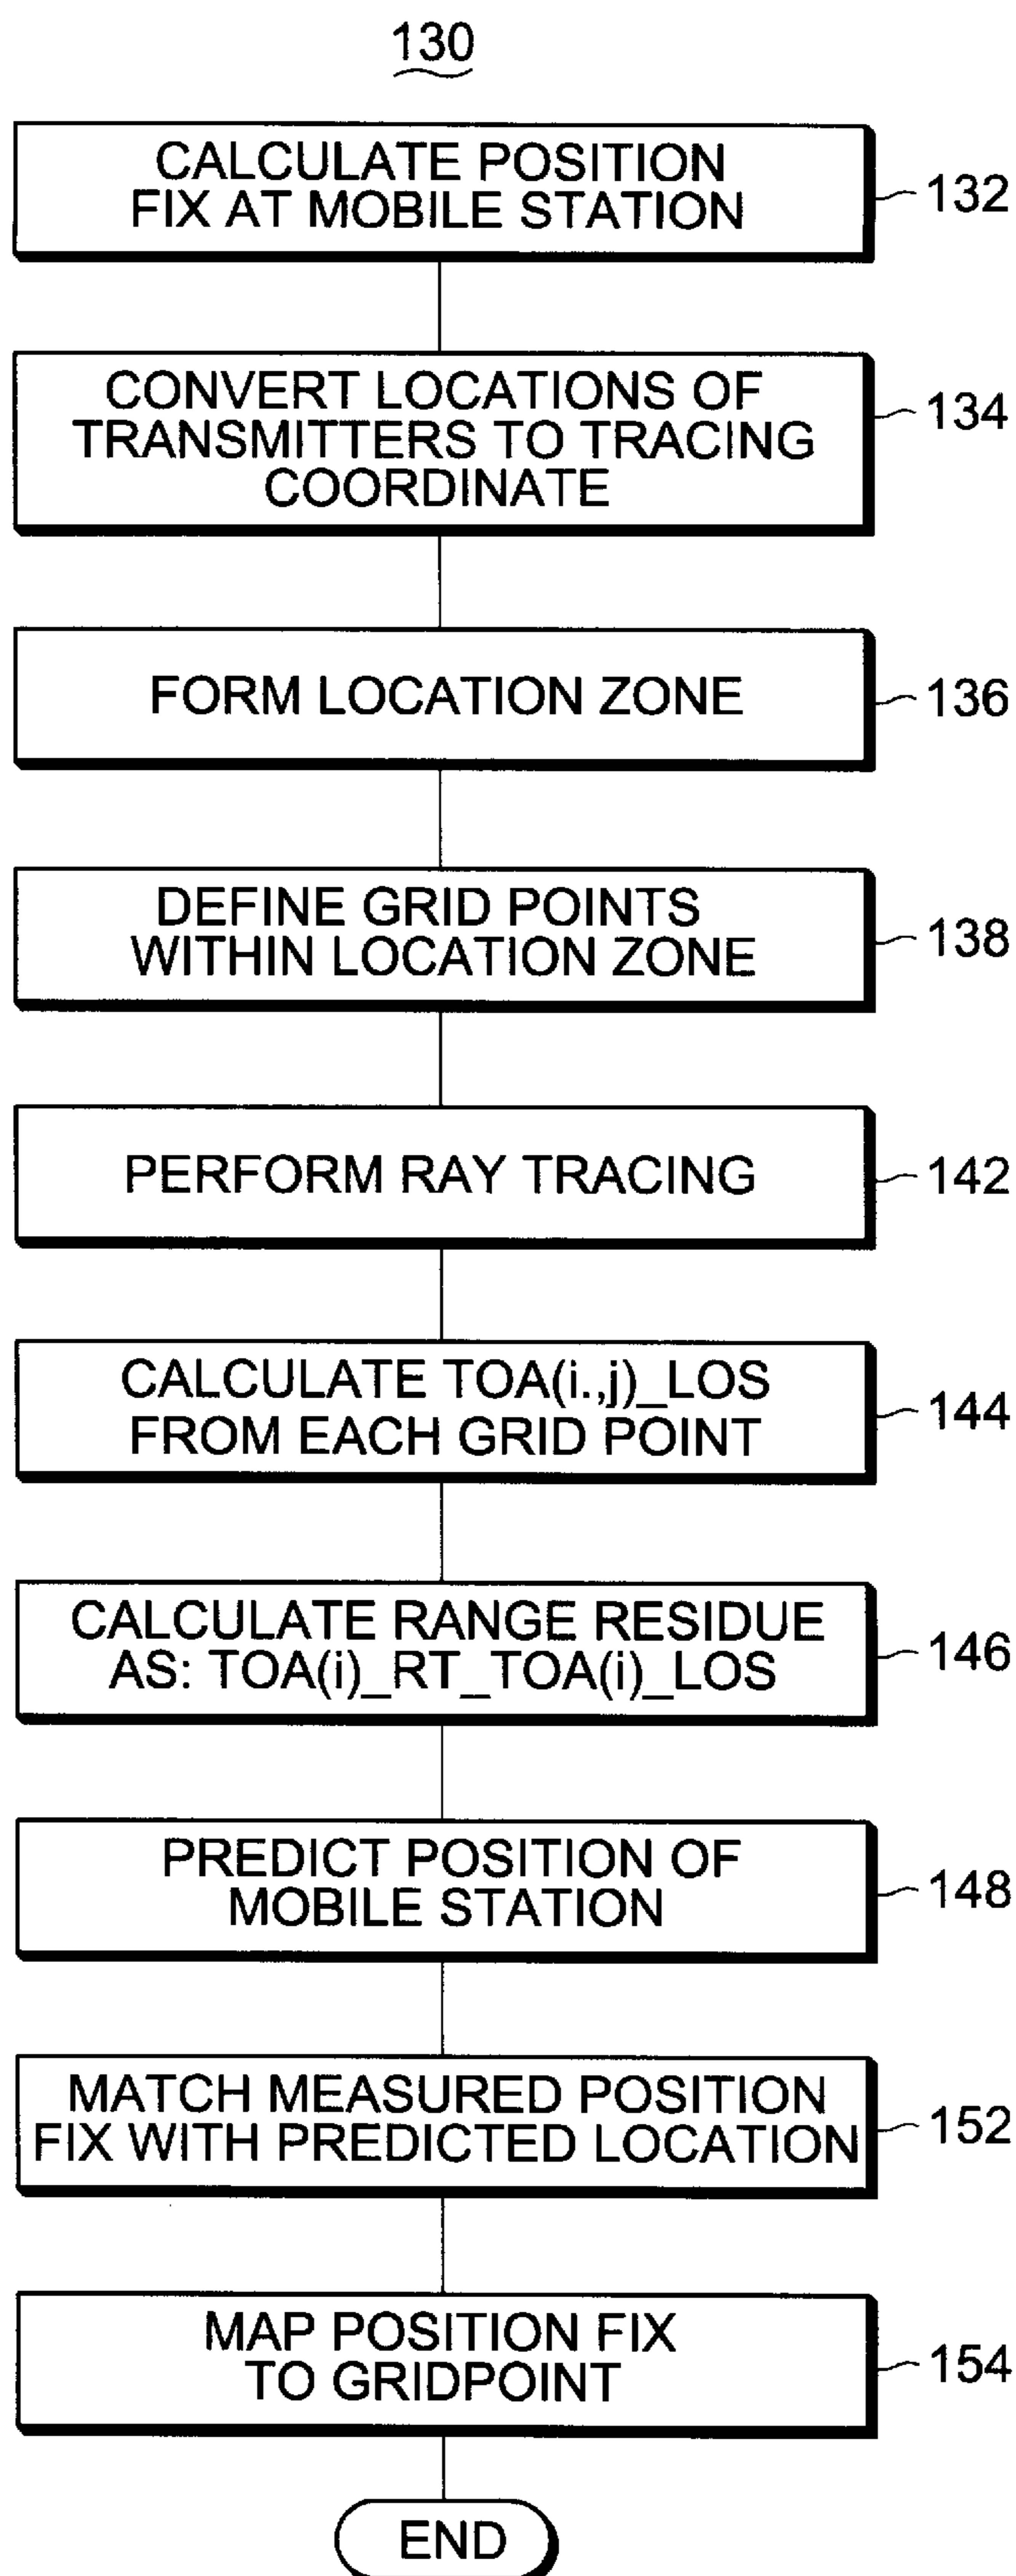 130
CALCULATE POSITION
FIX AT MOBILE STATION
132
CONVERT LOCATIONS OF
TRANSMITTERS TO TRACING
COORDINATE
134
FORM LOCATION ZONE
136
DEFINE GRID POINTS
WITHIN LOCATION ZONE
138
PERFORM RAY TRACING
142
CALCULATE TOA(i.,j)_LOS
FROM EACH GRID POINT
144
CALCULATE RANGE RESIDUE
AS: TOA(i)_RT_TOA(i)_LOS
146
PREDICT POSITION OF
MOBILE STATION
148
MATCH MEASURED POSITION
FIX WITH PREDICTED LOCATION
152
MAP POSITION FIX
TO GRIDPOINT
154
END